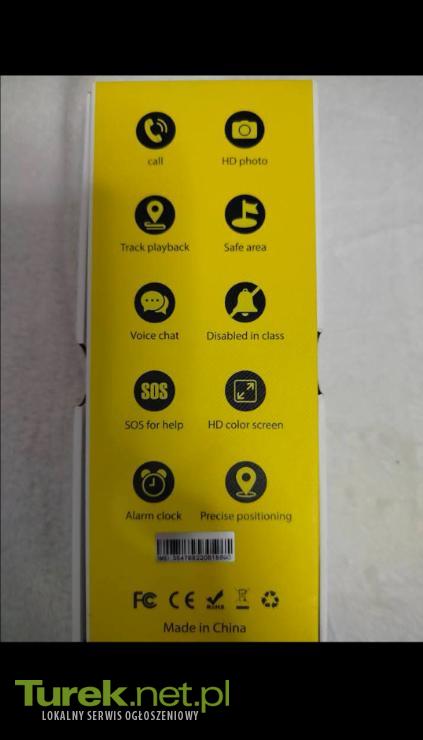 call HD photo
Track playback Safe area
Voice chat Disabled in class
SOS
SOS for help HD color screen
Alarm clock Precise positioning
FC CE RoHS
Made in China
Turek.net.pl
LOKALNY SERWIS OGŁOSZENIOWY